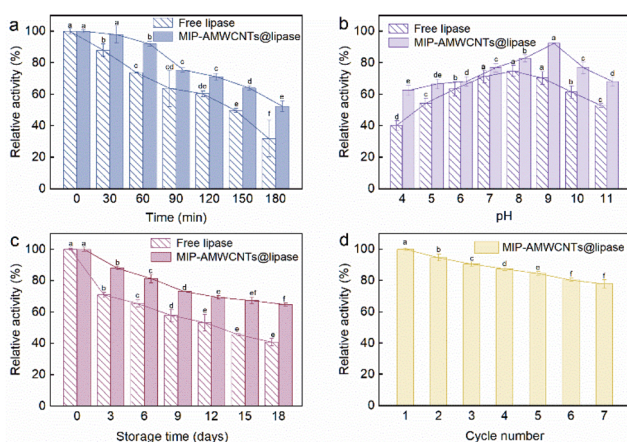 a
Free lipase
MIP-AMWCNTs@lipase
Relative activity (%)
100
80
60
40
20
0
0 30 60 90 120 150 180
Time (min)
b
Free lipase
MIP-AMWCNTs@lipase
Relative activity (%)
100
80
60
40
20
0
4 5 6 7 8 9 10 11
pH
c
Free lipase
MIP-AMWCNTs@lipase
Relative activity (%)
100
80
60
40
20
0
0 3 6 9 12 15 18
Storage time (days)
d
MIP-AMWCNTs@lipase
Relative activity (%)
100
80
60
40
20
0
a b c d e f f
1 2 3 4 5 6 7
Cycle number